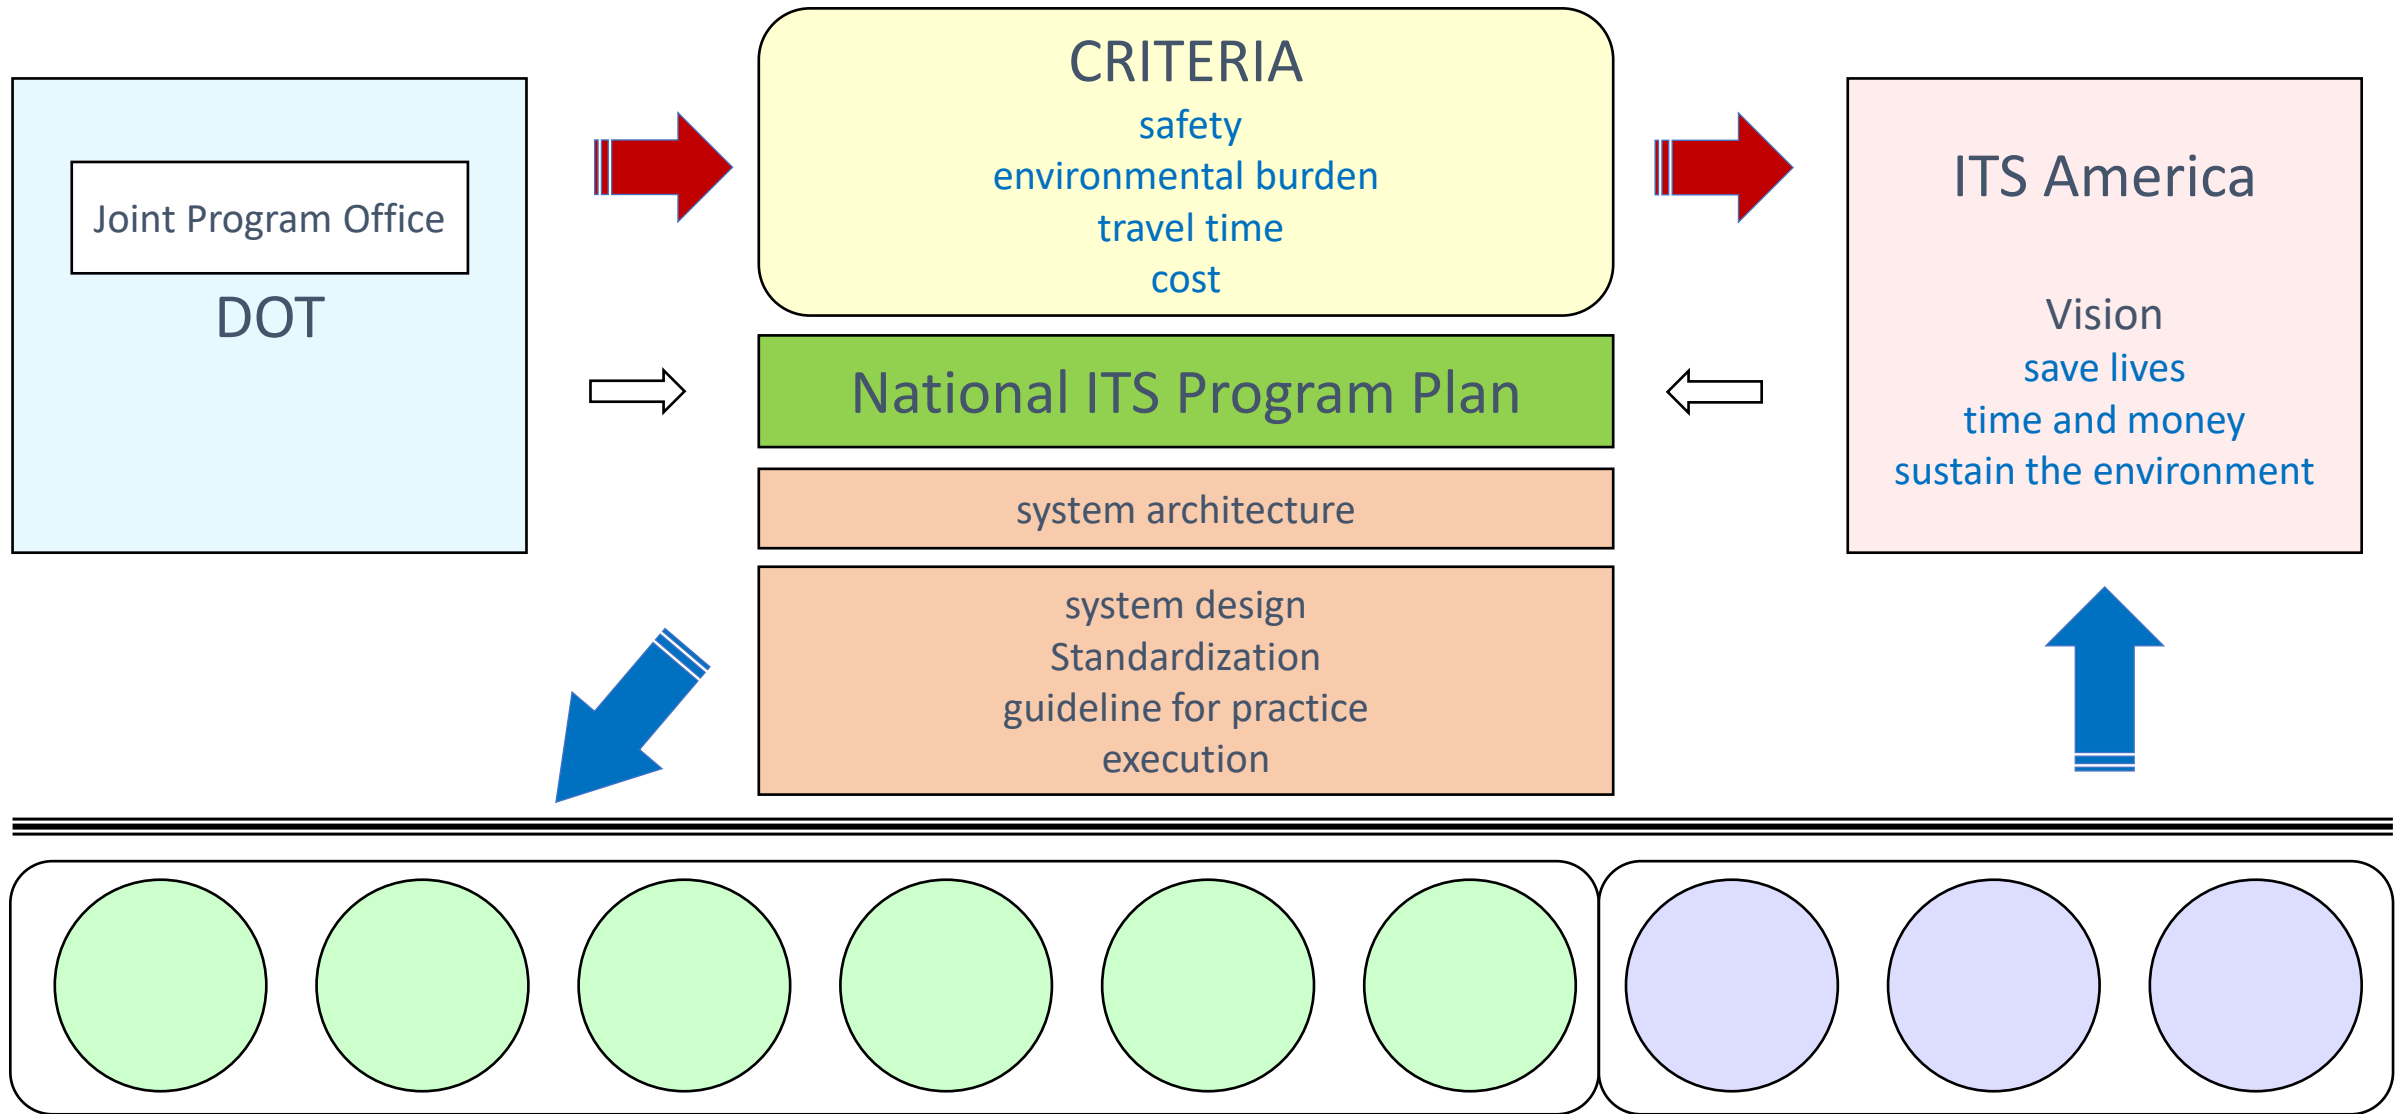 Joint Program Office
DOT
CRITERIA
safety
environmental burden
travel time
cost
National ITS Program Plan
system architecture
system design
Standardization
guideline for practice
execution
ITS America
Vision
save lives
time and money
sustain the environment